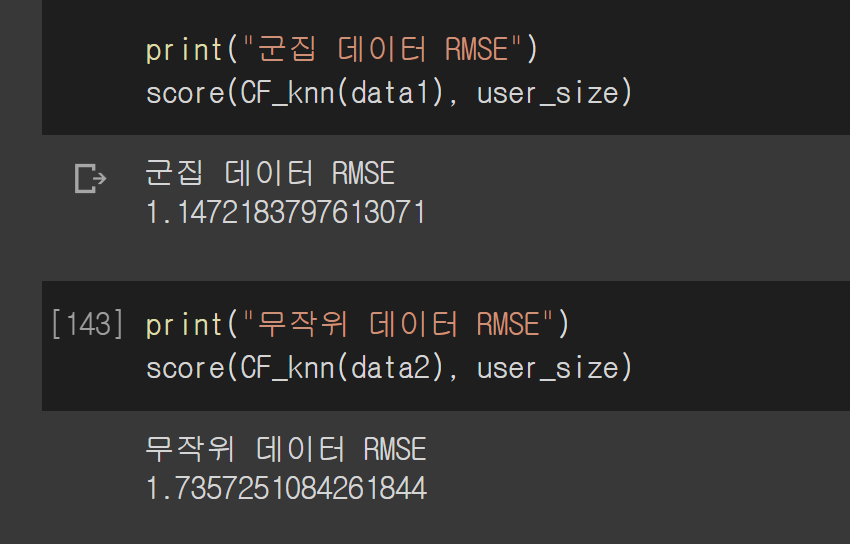 print("군집 데이터 RMSE")
score(CF_knn(data1), user_size)
군집 데이터 RMSE
1.1472183797613071
[143] print("무작위 데이터 RMSE")
score(CF_knn(data2), user_size)
무작위 데이터 RMSE
1.7357251084261844